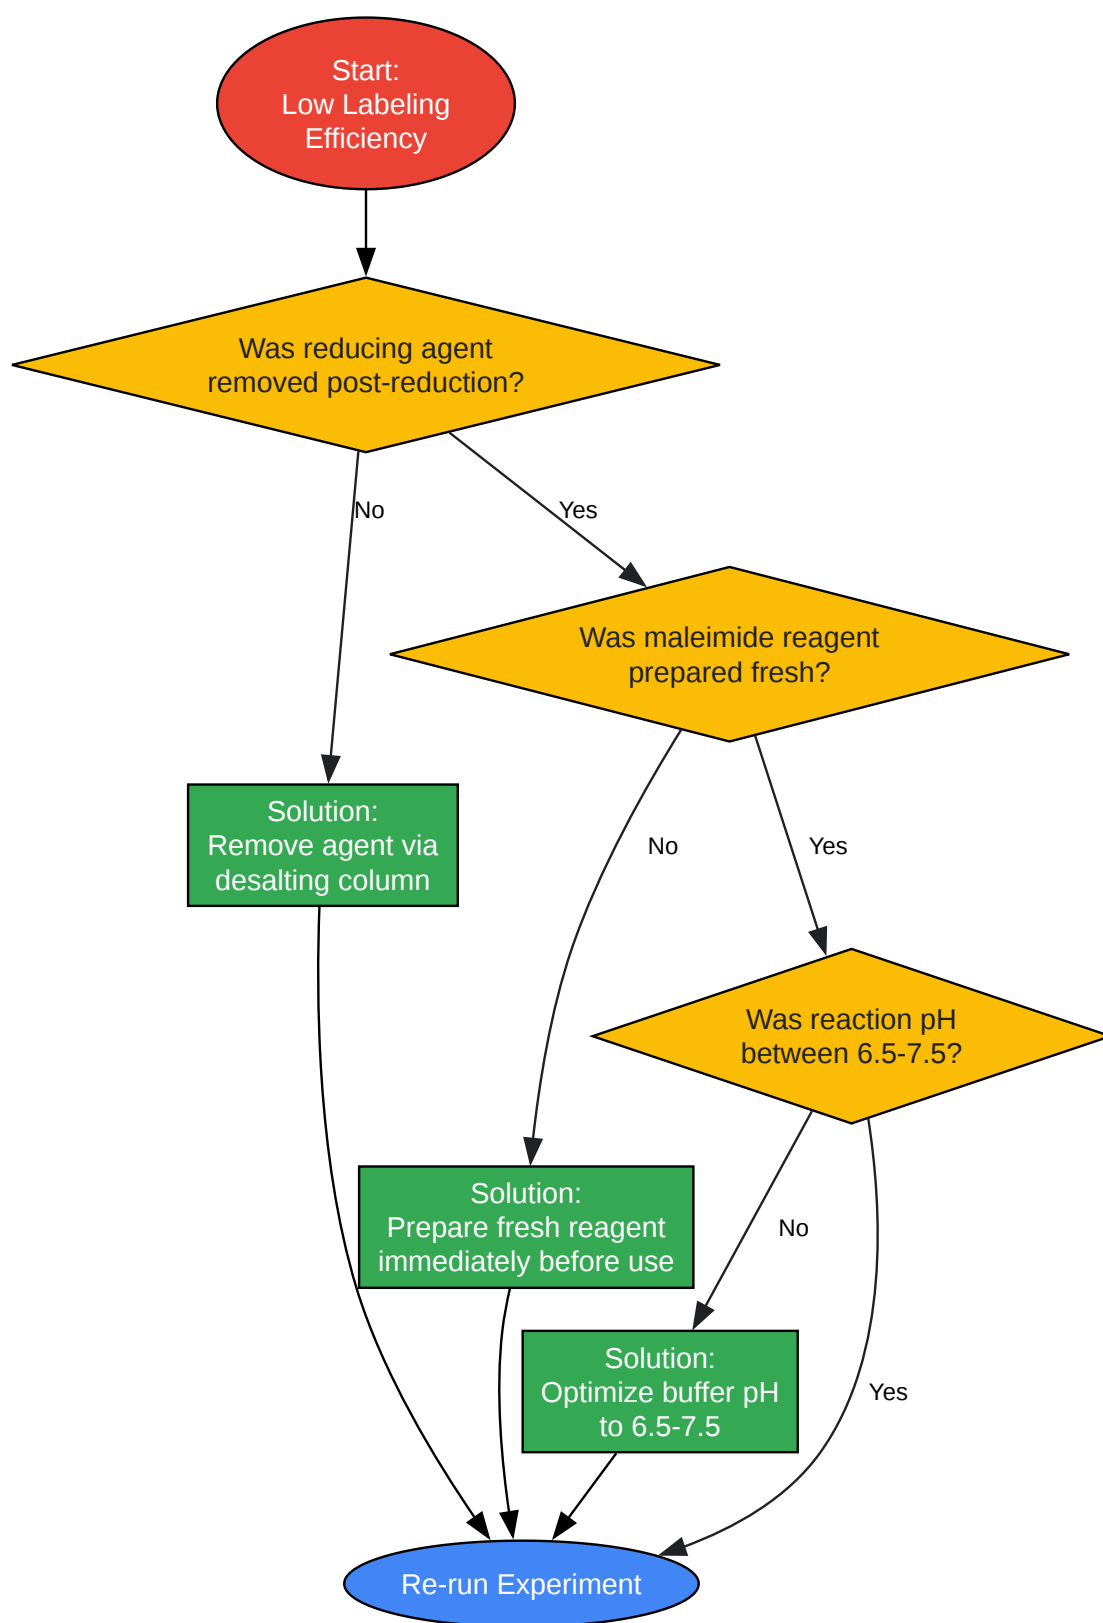 Start:
Low Labeling
Efficiency
Was reducing agent
removed post-reduction?
No
Yes
Was maleimide reagent
prepared fresh?
Solution:
Remove agent via
desalting column
No
Yes
Was reaction pH
between 6.5-7.5?
Solution:
Prepare fresh reagent
immediately before use
No
Solution:
Optimize buffer pH
to 6.5-7.5
Yes
Re-run Experiment